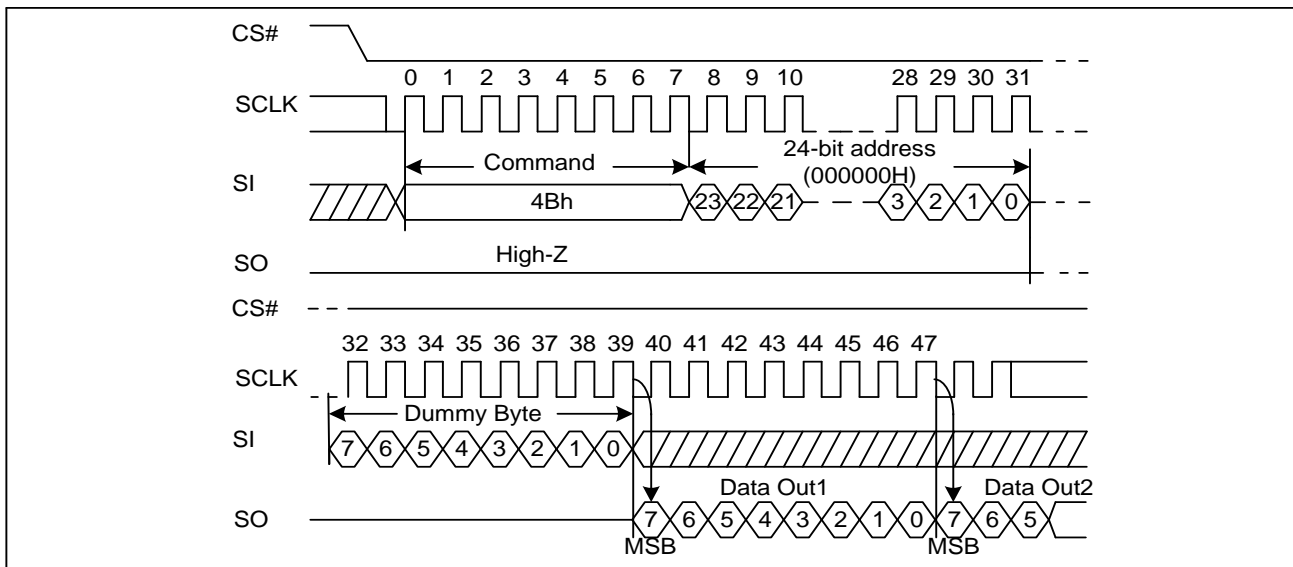 CS#
0 1 2 3 4 5 6 7 8 9 10 28 29 30 31
SCLK
Command
24-bit address
(000000H)
SI
4Bh
23 22 21 3 2 1 0
High-Z
SO
CS#
32 33 34 35 36 37 38 39 40 41 42 43 44 45 46 47
SCLK
Dummy Byte
SI
7 6 5 4 3 2 1 0
Data Out1 Data Out2
SO
7 6 5 4 3 2 1 0 7 6 5
MSB MSB